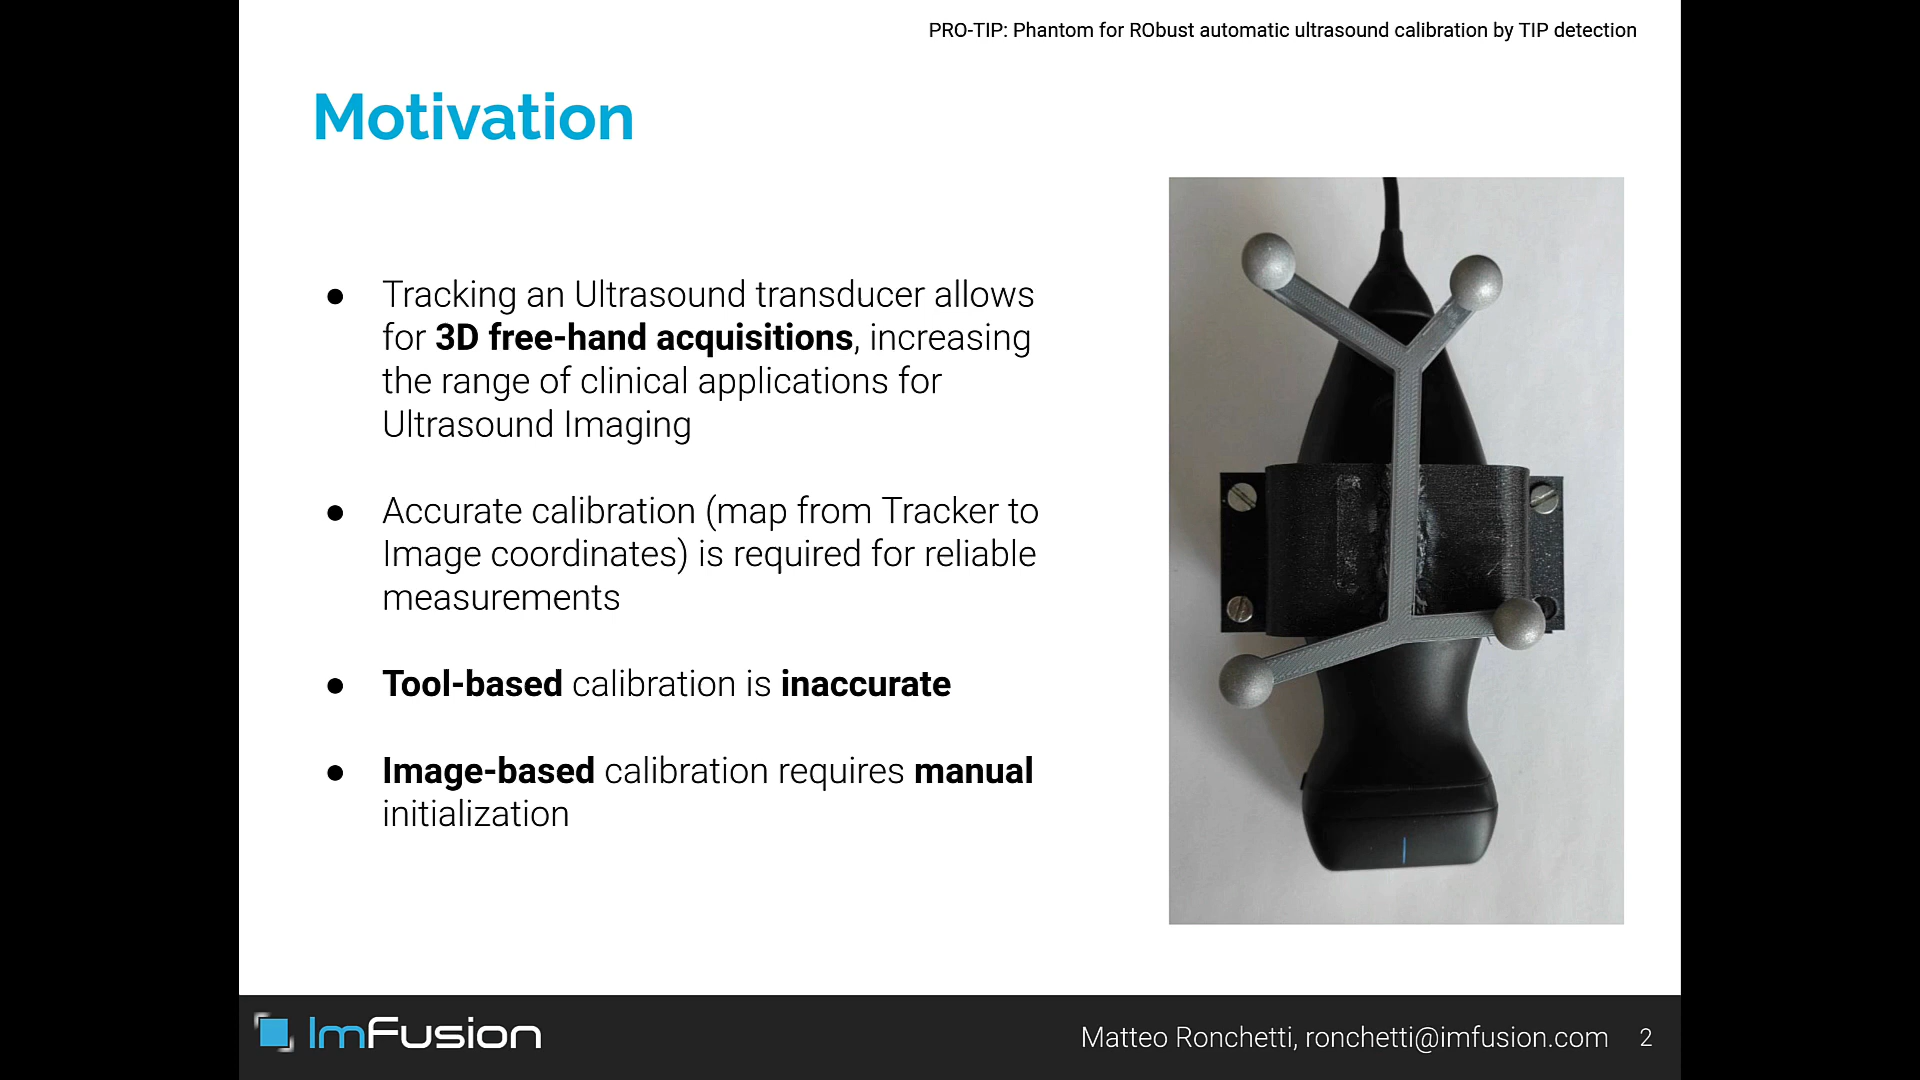 PRO-TIP: Phantom for RObust automatic ultrasound calibration by TIP detection
Motivation
● Tracking an Ultrasound transducer allows
for 3D free-hand acquisitions, increasing
the range of clinical applications for
Ultrasound Imaging
● Accurate calibration (map from Tracker to
Image coordinates) is required for reliable
measurements
● Tool-based calibration is inaccurate
● Image-based calibration requires manual
initialization
ImFusion
Matteo Ronchetti, ronchetti@imfusion.com 2